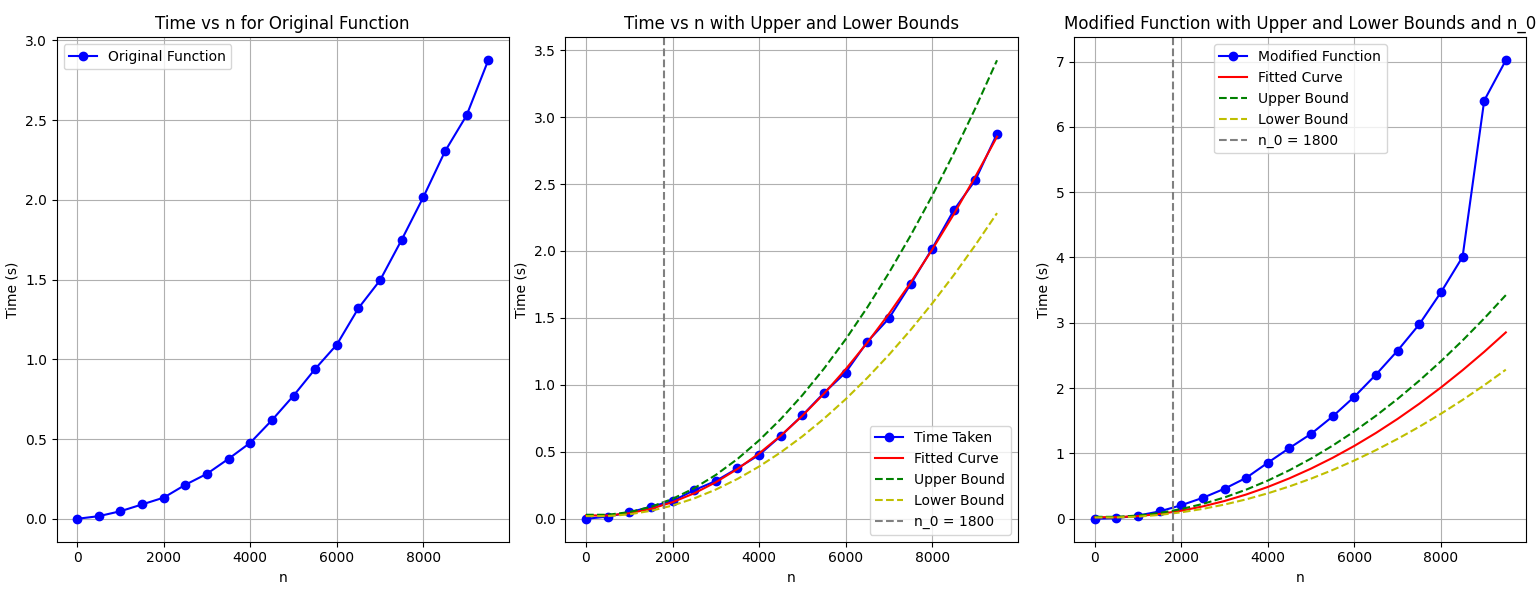 Time vs n for Original Function
Time (s)
3.0
2.5
2.0
1.5
1.0
0.5
0.0
Original Function
0 2000 4000 6000 8000
n
Time vs n with Upper and Lower Bounds
Time (s)
3.5
3.0
2.5
2.0
1.5
1.0
0.5
0.0
Time Taken
Fitted Curve
Upper Bound
Lower Bound
n_0 = 1800
0 2000 4000 6000 8000
n
Modified Function with Upper and Lower Bounds and n_0
Time (s)
7
6
5
4
3
2
1
0
Modified Function
Fitted Curve
Upper Bound
Lower Bound
n_0 = 1800
0 2000 4000 6000 8000
n